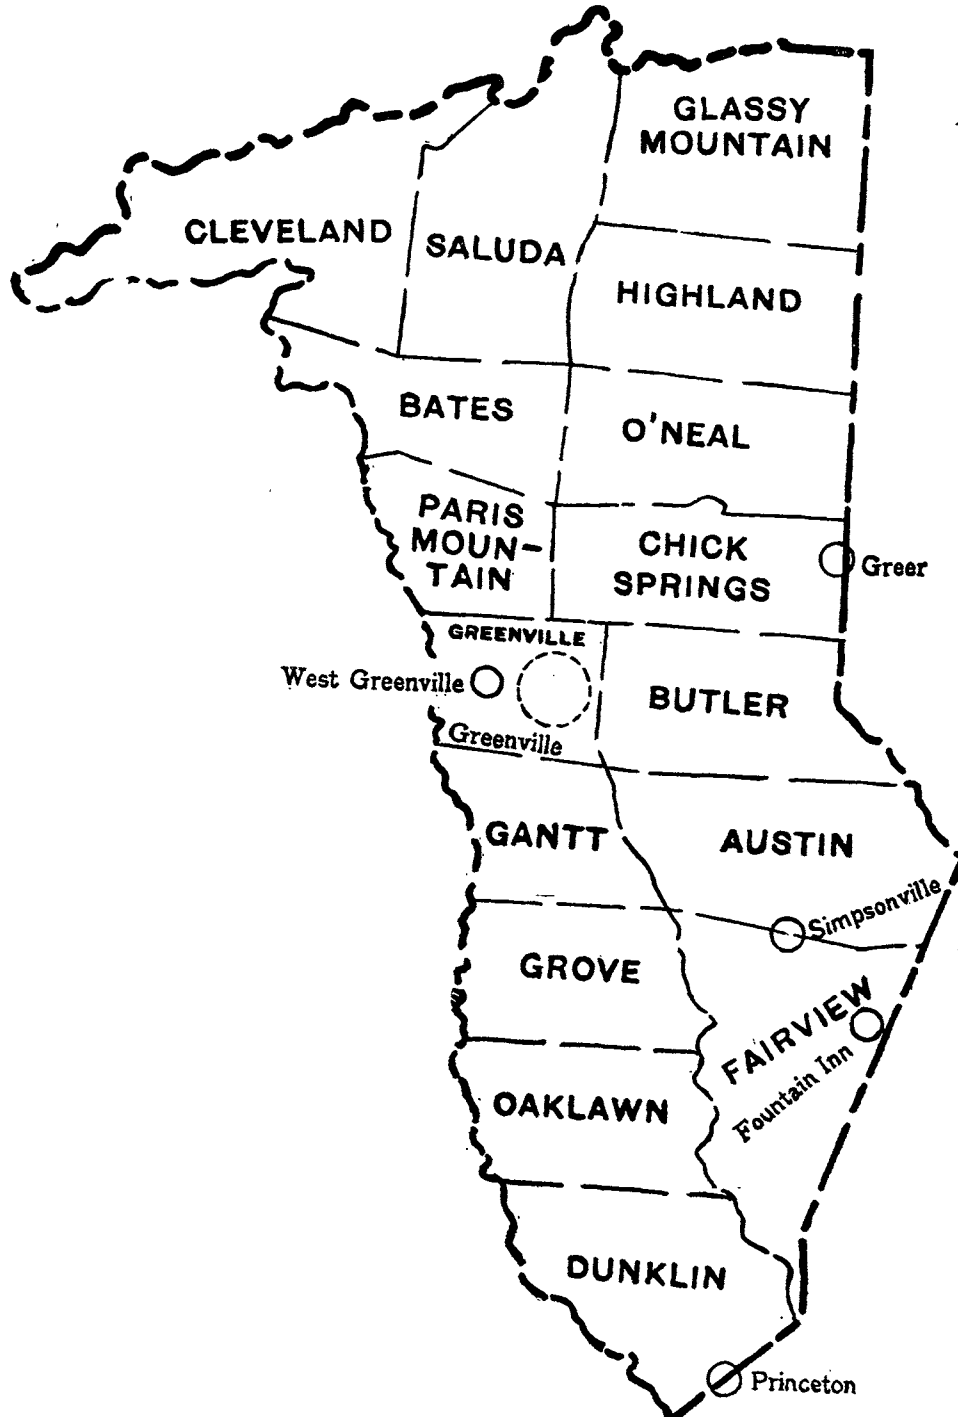 GLASSY
MOUNTAIN
CLEVELAND
SALUDA
HIGHLAND
BATES
O'NEAL
PARIS
MOUN-
TAIN
CHICK
SPRINGS
Greer
GREENVILLE
West Greenville
BUTLER
Greenville
GANTT
AUSTIN
Simpsonville
GROVE
FAIRVIEW
Fountain Inn
OAKLAWN
DUNKLIN
Princeton